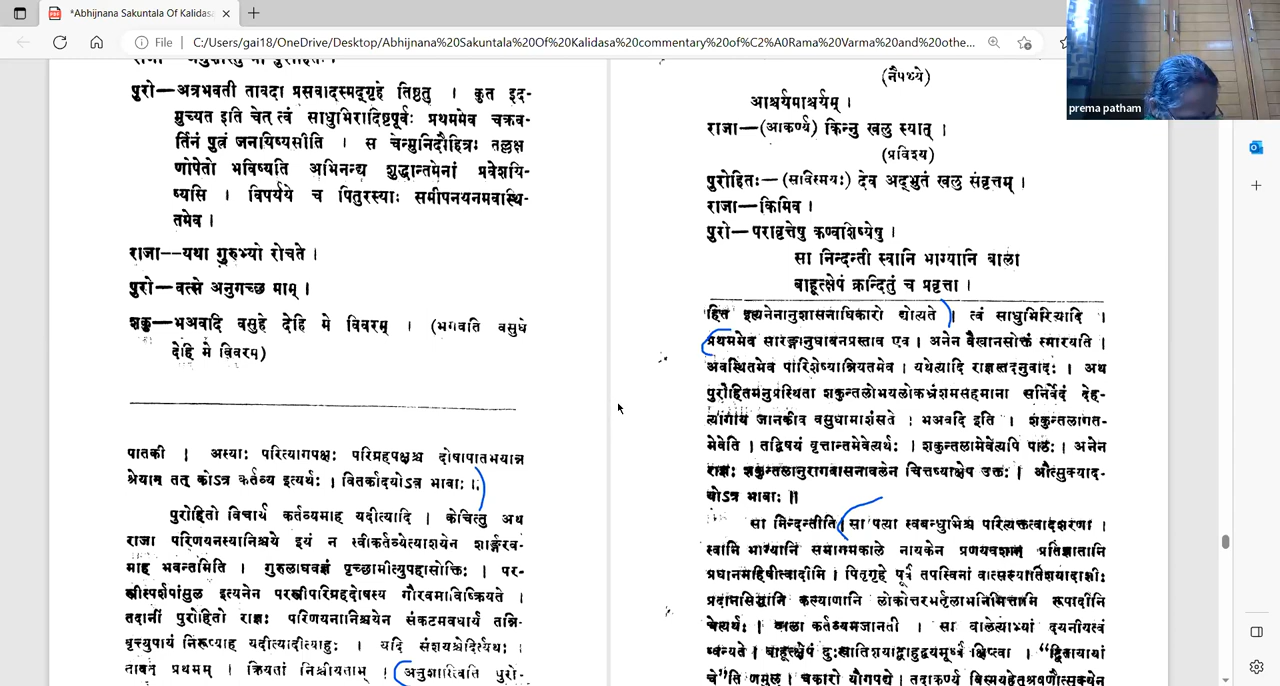 *Abhijnana Sakuntala Of Kalidasa
File
C:/Users/gai18/OneDrive/Desktop/Abhijnana%20Sakuntala%20Of%20Kalidasa%20commentary%20of%C2%A0Rama%20Varma%20and%20othe...
prema patham
पुरो—अत्रभवती तावदा प्रसवादस्मद्गृहे तिष्ठतु । कुत इद-
मुच्यत इति चेत् त्वं साधुभिरादिष्टपूर्वः प्रथममेव चक्रव-
र्तिनं पुत्रं जनयिष्यसीति । स चेन्मुनिदौहित्रः तल्लक्ष
णोपेतो भविष्यति अभिनन्द्य शुद्धान्तमेनां प्रवेशयि-
ष्यसि । विपर्यये च पितुरस्याः समीपनयनमवास्थि-
तमेव ।
राजा--यथा गुरुभ्यो रोचते ।
पुरो—वत्से अनुगच्छ माम् ।
शकु—भअवादि वसुहे देहि मे विवरम् । (भगवति वसुधे
देहि मे विवरम्)
पातकी । अस्याः परित्यागपक्षः परिग्रहपक्षश्च दोषापातभयान्न
श्रेयान् तत् कोऽत्र कर्तव्य इत्यर्थः । वितर्कादयोऽत्र भावाः ।
पुरोहितो विचार्य कर्तव्यमाह यदीत्यादि । केचित्तु अथ
राजा परिणयनस्यानिश्चये इयं न स्वीकर्तव्येत्याशयेन शार्ङ्गरव-
माह भवन्तमिति । गुरुलाघवज्ञं पृच्छामीत्युपहासोक्तिः । पर-
स्त्रीस्पर्शपांसुल इत्यनेन परस्त्रीपरिग्रहदोषस्य गौरवमाविष्क्रियते ।
तदानीं पुरोहितो राज्ञः परिणयनानिश्चयेन संकटमवधार्य तन्नि-
वृत्त्युपायं निरूप्याह यदीत्यादीत्याहुः । यदि संशयश्चेदित्यर्थः ।
तावत् प्रथमम् । क्रियतां निश्चीयताम् । अनुशास्त्विति पुरो-
(नैपथ्ये)
आश्चर्यमाश्चर्यम् ।
राजा—(आकर्ण्य) किन्नु खलु स्यात् ।
(प्रविश्य)
पुरोहितः—(सविस्मयः) देव अद्भुतं खलु संवृत्तम् ।
राजा—किमिव ।
पुरो—परावृत्तेषु कण्वशिष्येषु ।
सा निन्दन्ती स्वानि भाग्यानि बाला
बाहूत्क्षेपं क्रन्दितुं च प्रवृत्ता ।
हित इत्यनेनानुशासनाधिकारो द्योत्यते । त्वं साधुभिरित्यादि ।
प्रथममेव सारङ्गानुधावनप्रस्ताव एव । अनेन वैखानसोक्तं स्मारयति ।
अवस्थितमेव पारिशेष्यान्नियतमेव । यथेत्यादि राज्ञस्तदनुवादः । अथ
पुरोहितमनुप्रस्थिता शकुन्तलोभयलोकभ्रंशमसहमाना सनिर्वेदं देह-
त्यागाय जानकीव वसुधामाशंसते । भअवदि इति । शकुन्तलागत-
मेवेति । तद्विषयं वृत्तान्तमेवेत्यर्थः । शकुन्तलामेवेत्यपि पाठः । अनेन
राज्ञः शकुन्तलानुरागवासनाबलेन चित्तव्याक्षेप उक्तः । औत्सुक्याद-
योऽत्र भावाः ॥
सा निन्दन्तीति । सा पत्या स्वबन्धुभिश्च परित्यक्तत्वादशरणा ।
स्वानि भाग्यानि समागमकाले नायकेन प्रणयवशात् प्रतिज्ञातानि
प्रधानमहिषीत्वादीनि । पितृगृहे पूर्वं तपस्विनां वात्सल्यातिशयादाशीः
प्रदानसिद्धानि कल्याणानि लोकोत्तरभर्तृलाभनिमित्तानि रूपादीनि
चेत्यर्थः । बाला कर्तव्यमजानती । सा बालेत्याभ्यां दयनीयत्वं
ध्वन्यते । बाहूत्क्षेपं दुःखातिशयाद्बाहुद्वयमूर्ध्वं क्षिप्त्वा । “द्वितीयायां
चे”ति णमुल् । चकारो यौगपद्ये । तदाकर्ण्य विस्मयहेतुश्रवणौत्सुक्येन